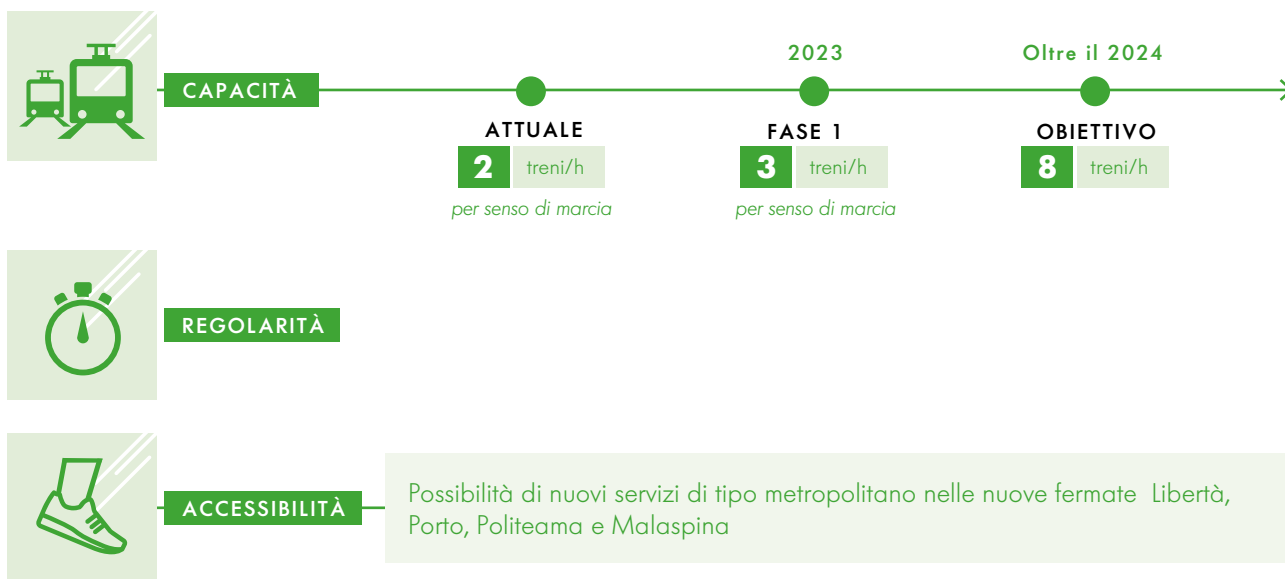 2023
Oltre il 2024
CAPACITÀ
ATTUALE
FASE 1
OBIETTIVO
2 treni/h
3 treni/h
8 treni/h
per senso di marcia
per senso di marcia
REGOLARITÀ
ACCESSIBILITÀ
Possibilità di nuovi servizi di tipo metropolitano nelle nuove fermate Libertà,
Porto, Politeama e Malaspina